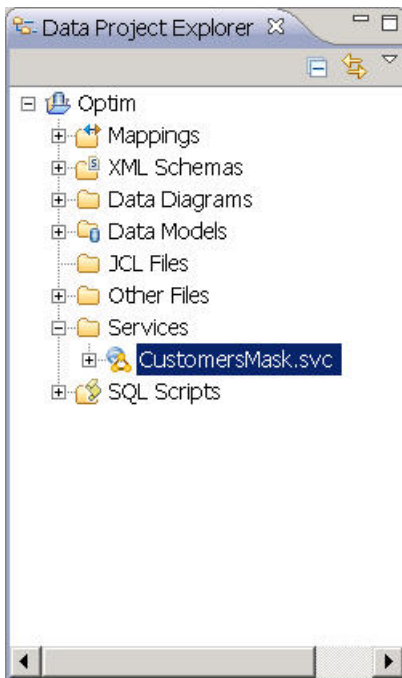 Data Project Explorer
Optim
Mappings
XML Schemas
Data Diagrams
Data Models
JCL Files
Other Files
Services
CustomersMask.svc
SQL Scripts